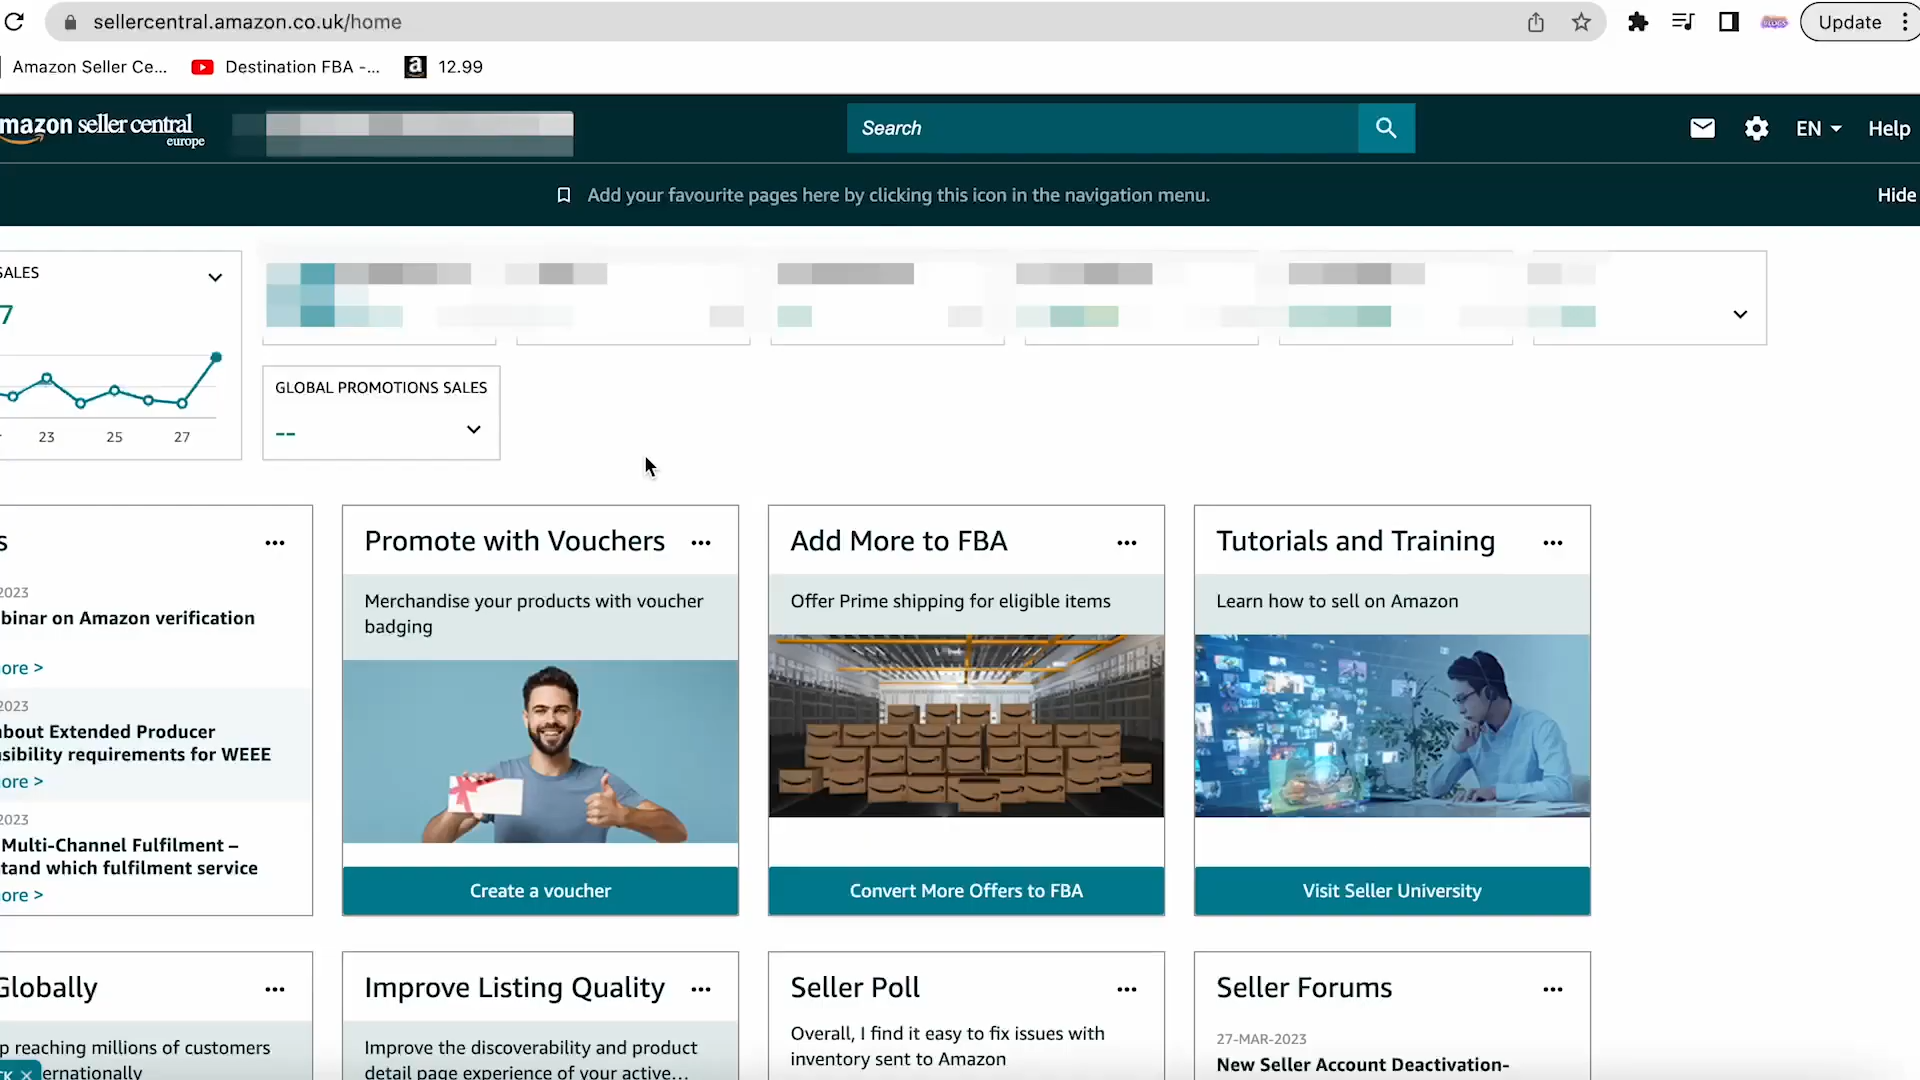 sellercentral.amazon.co.uk/home
Update
Amazon Seller Ce...
Destination FBA -...
12.99
mazon seller central
europe
Search
EN
Help
Add your favourite pages here by clicking this icon in the navigation menu.
Hide
SALES
7
23 25 27
GLOBAL PROMOTIONS SALES
--
s
2023
binar on Amazon verification
ore >
2023
about Extended Producer
sibility requirements for WEEE
ore >
2023
Multi-Channel Fulfilment –
tand which fulfilment service
ore >
Promote with Vouchers
Merchandise your products with voucher
badging
Create a voucher
Add More to FBA
Offer Prime shipping for eligible items
Convert More Offers to FBA
Tutorials and Training
Learn how to sell on Amazon
Visit Seller University
Globally
p reaching millions of customers
ernationally
CK ×
Improve Listing Quality
Improve the discoverability and product
detail page experience of your active...
Seller Poll
Overall, I find it easy to fix issues with
inventory sent to Amazon
Seller Forums
27-MAR-2023
New Seller Account Deactivation-